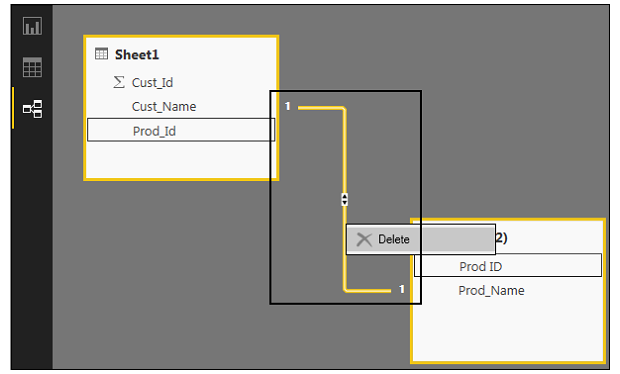 Sheet1
Σ Cust_Id
Cust_Name
1
Prod_Id
Delete
2)
Prod ID
1
Prod_Name